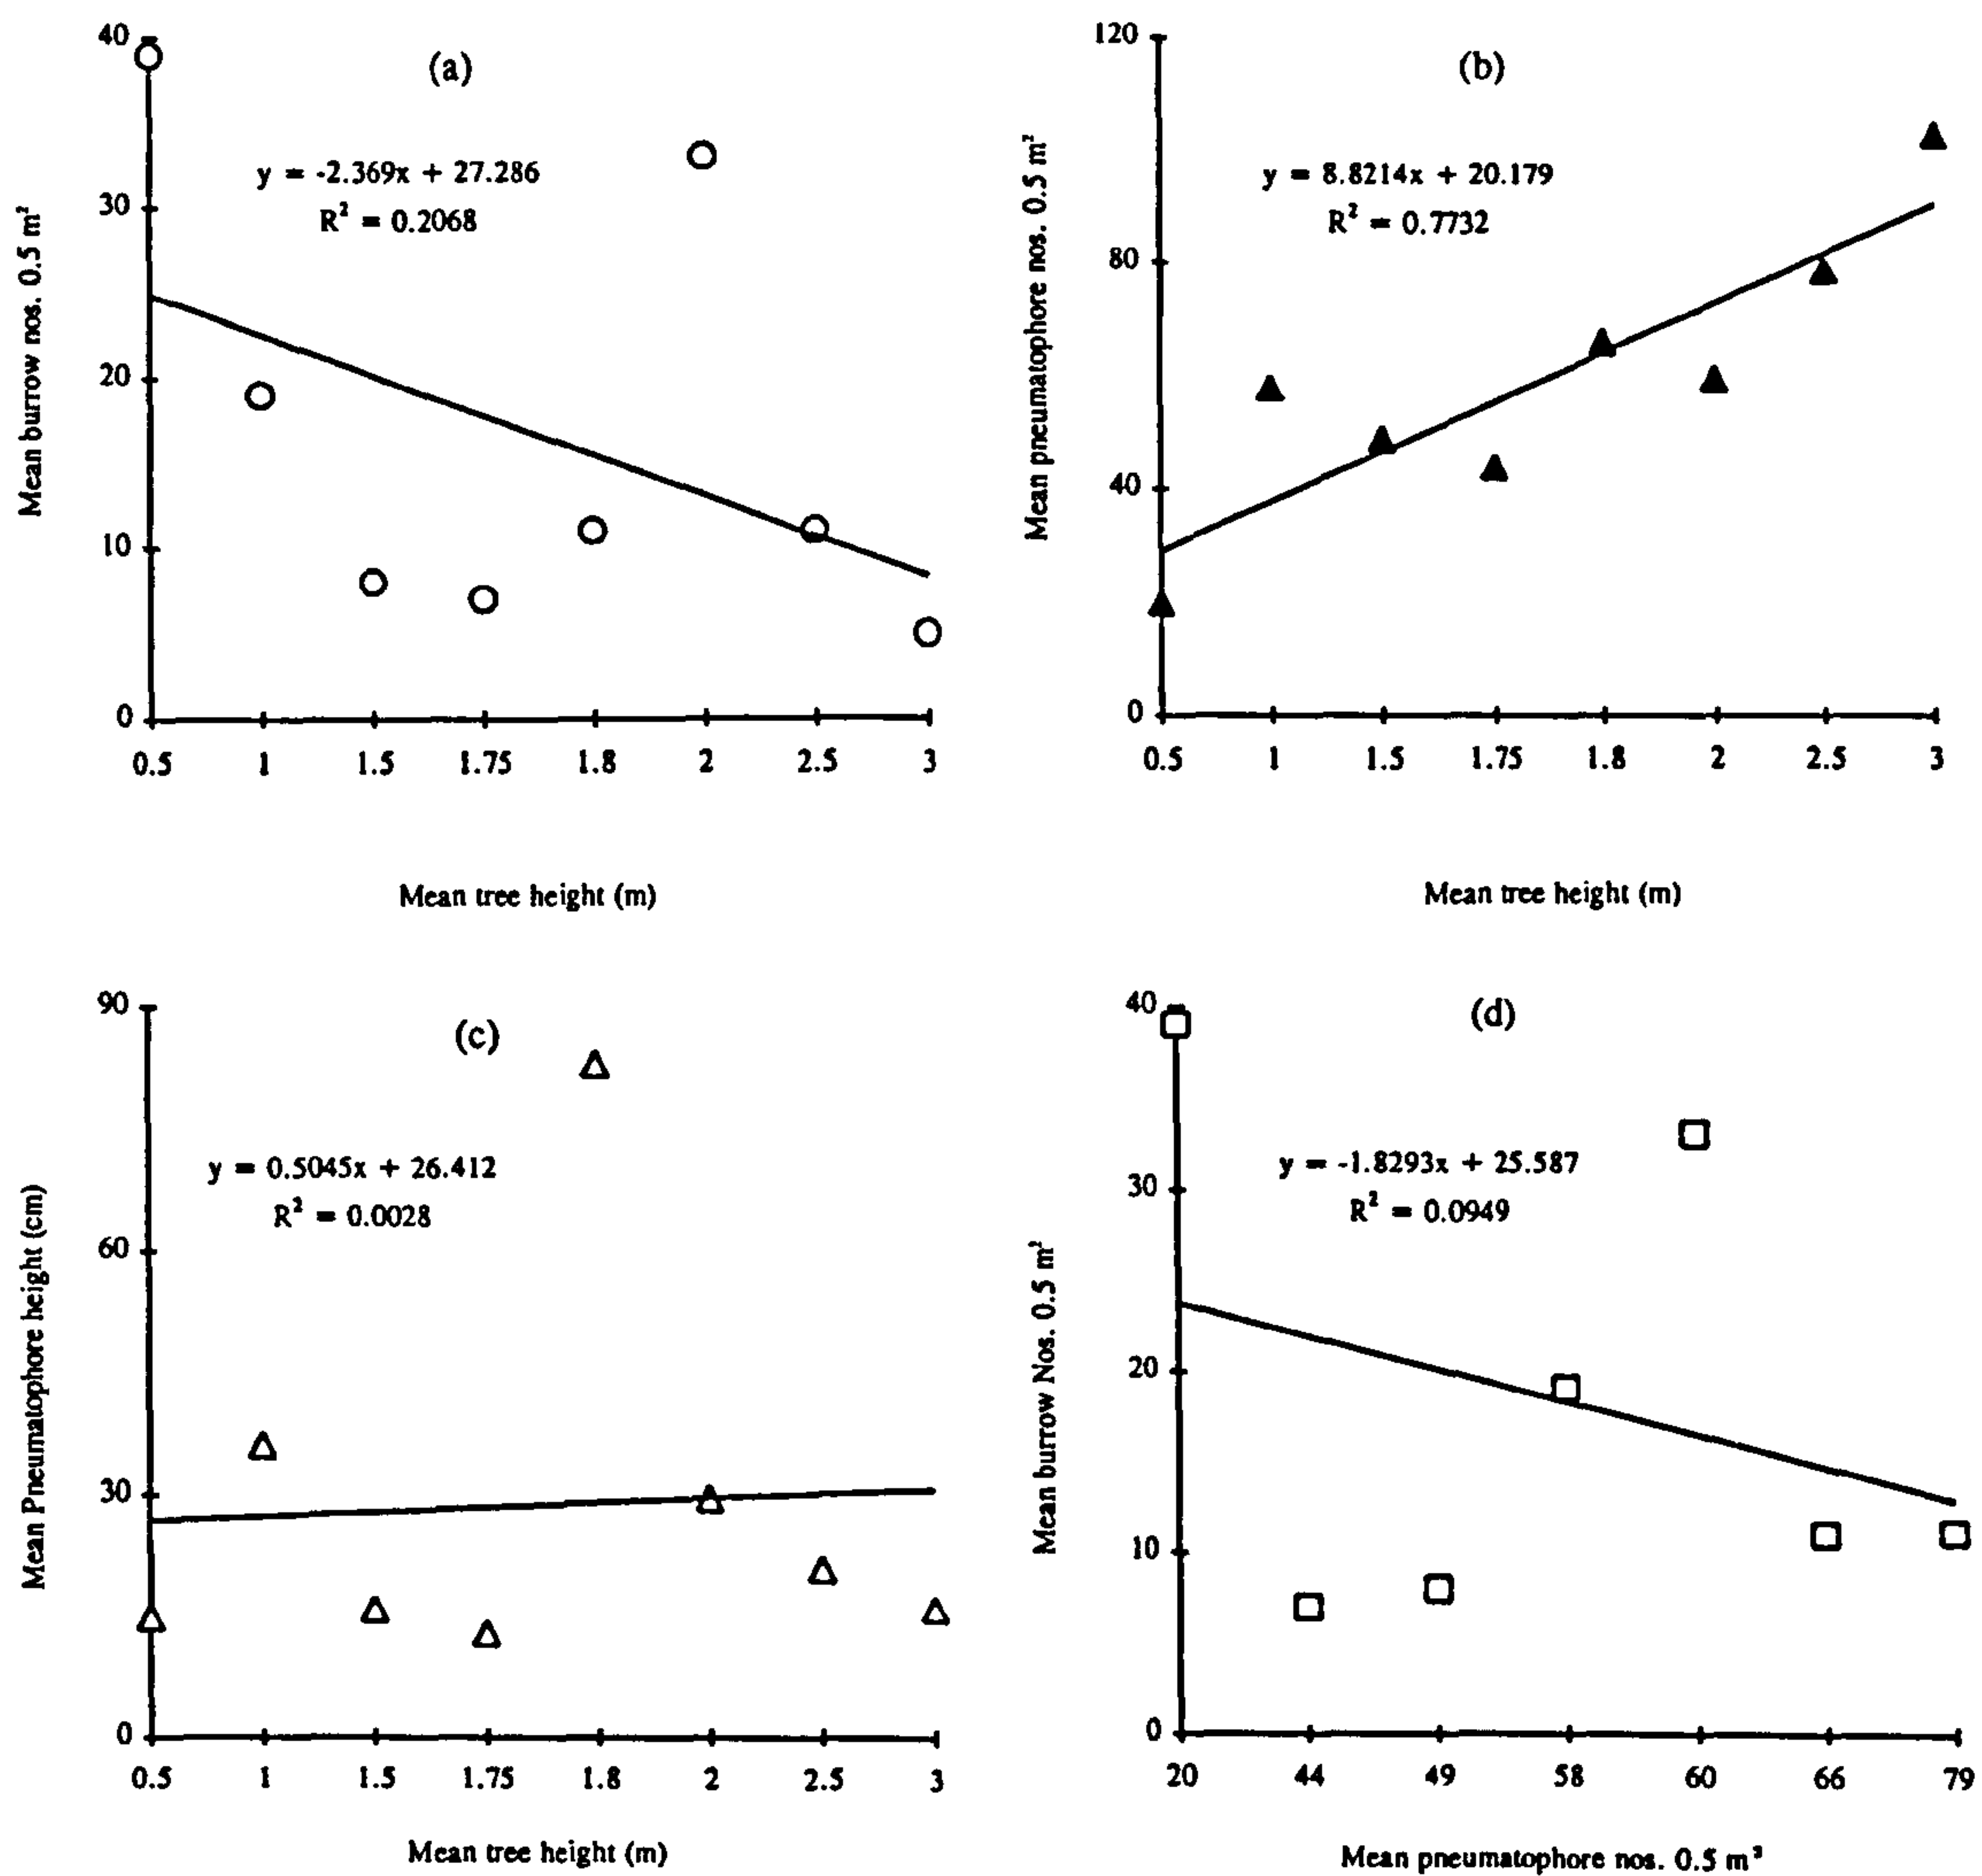 (a)
40
30
20
10
0
y = -2.369x + 27.286
R² = 0.2068
Mean burrow nos. 0.5 m²
0.5 1 1.5 1.75 1.8 2 2.5 3
Mean tree height (m)
(b)
120
80
40
0
y = 8.8214x + 20.179
R² = 0.7732
Mean pneumatophore nos. 0.5 m²
0.5 1 1.5 1.75 1.8 2 2.5 3
Mean tree height (m)
(c)
90
60
30
0
y = 0.5045x + 26.412
R² = 0.0028
Mean Pneumatophore height (cm)
0.5 1 1.5 1.75 1.8 2 2.5 3
Mean tree height (m)
(d)
40
30
20
10
0
y = -1.8293x + 25.587
R² = 0.0949
Mean burrow Nos. 0.5 m²
20 44 49 58 60 66 79
Mean pneumatophore nos. 0.5 m²